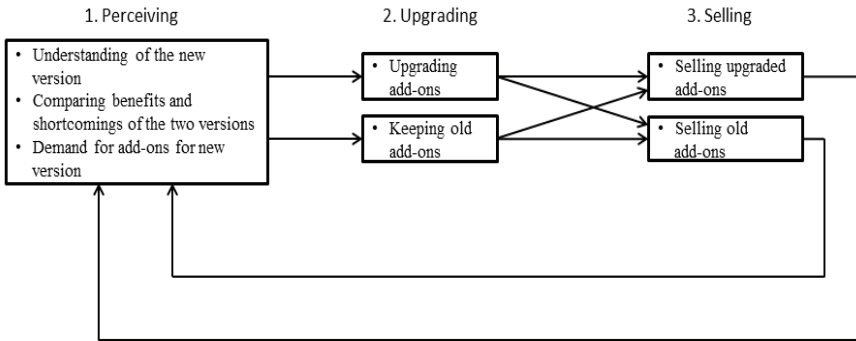 1. Perceiving
2. Upgrading
3. Selling
• Understanding of the new
version
• Comparing benefits and
shortcomings of the two versions
• Demand for add-ons for new
version
• Upgrading
add-ons
• Keeping old
add-ons
• Selling upgraded
add-ons
• Selling old
add-ons